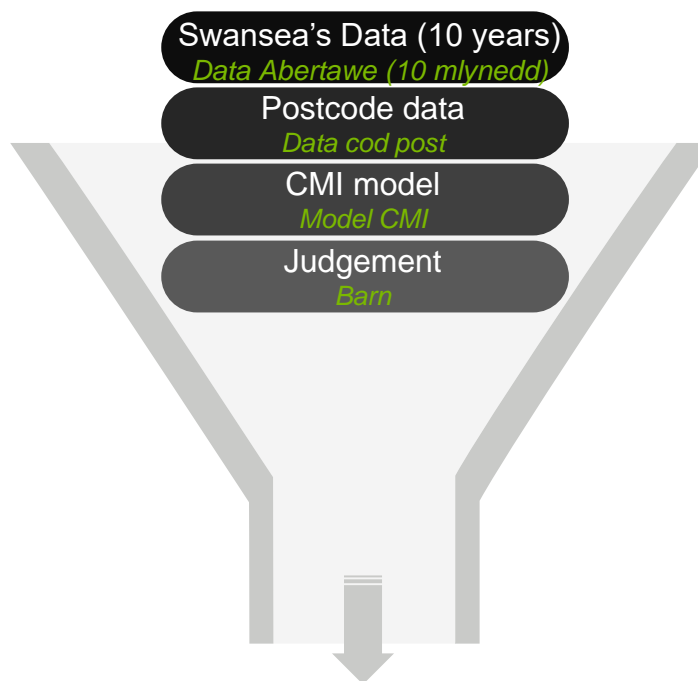 Swansea’s Data (10 years)
Data Abertawe (10 mlynedd)
Postcode data
Data cod post
CMI model
Model CMI
Judgement
Barn